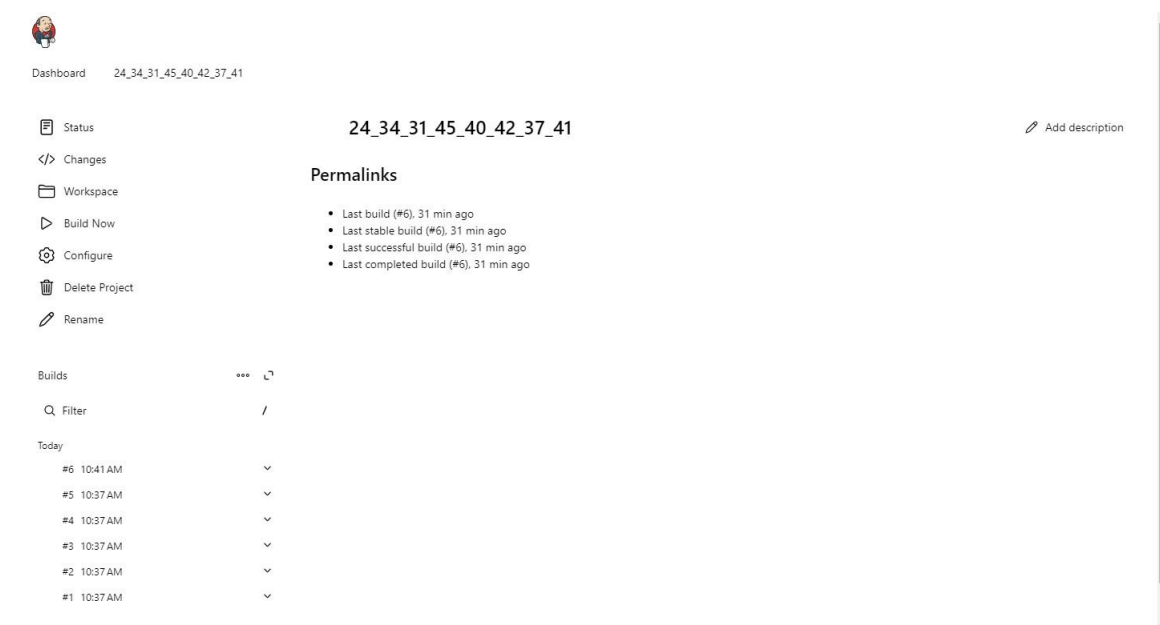 Dashboard 24_34_31_45_40_42_37_41
Status
Changes
Workspace
Build Now
Configure
Delete Project
Rename
24_34_31_45_40_42_37_41
Add description
Permalinks
Last build (#6), 31 min ago
Last stable build (#6), 31 min ago
Last successful build (#6), 31 min ago
Last completed build (#6), 31 min ago
Builds
Filter /
Today
#6 10:41 AM
#5 10:37 AM
#4 10:37 AM
#3 10:37 AM
#2 10:37 AM
#1 10:37 AM